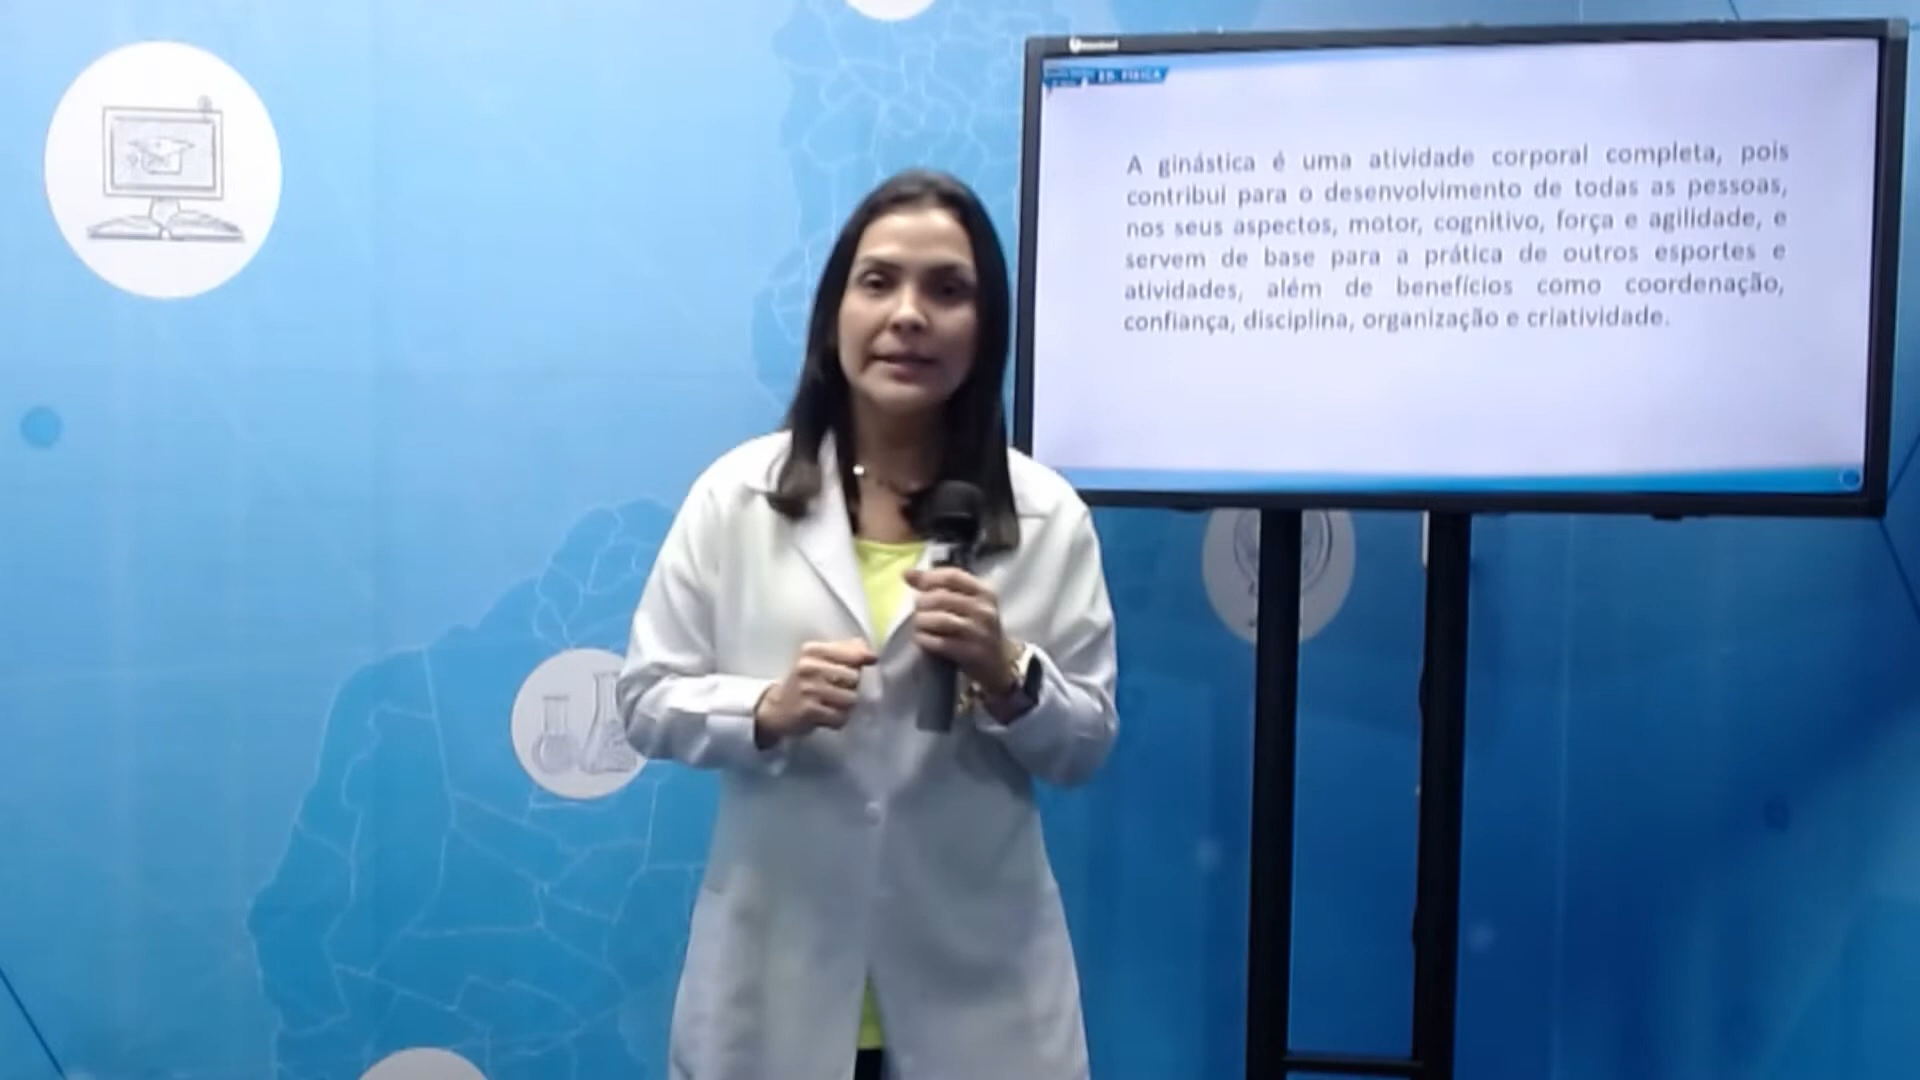 ED. FÍSICA
A ginástica é uma atividade corporal completa, pois
contribui para o desenvolvimento de todas as pessoas,
nos seus aspectos, motor, cognitivo, força e agilidade, e
servem de base para a prática de outros esportes e
atividades, além de benefícios como coordenação,
confiança, disciplina, organização e criatividade.